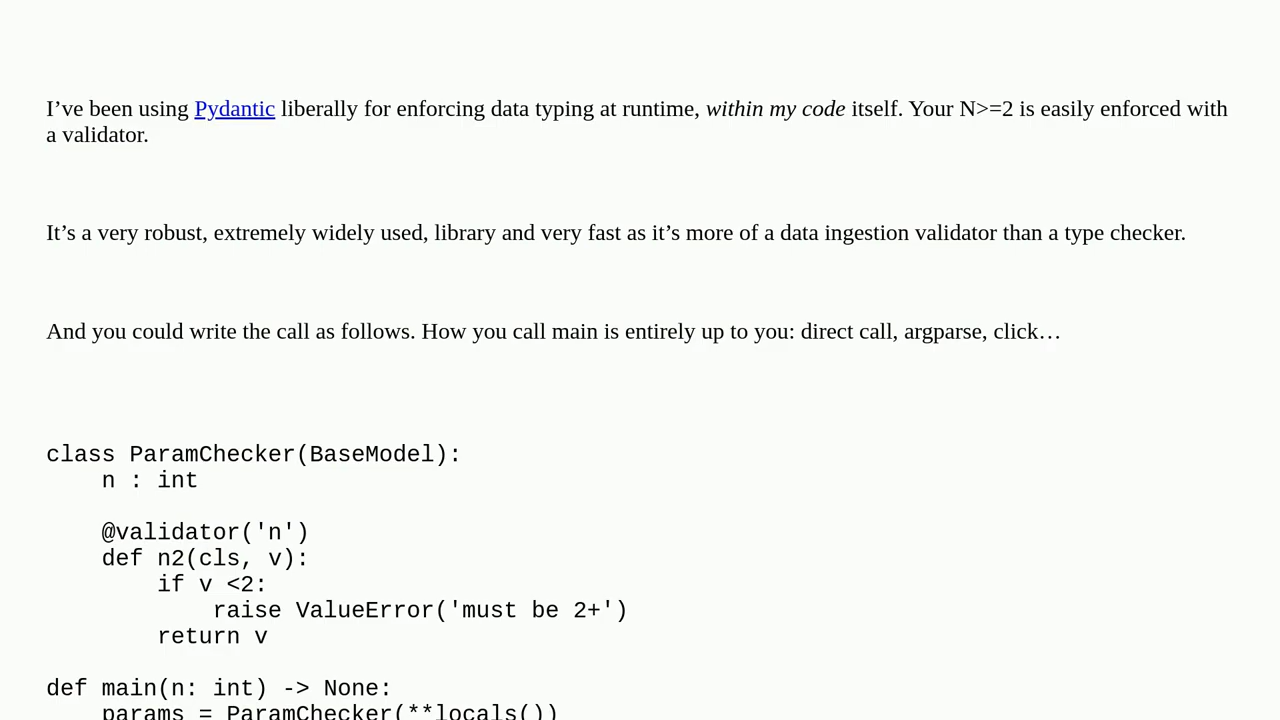 I’ve been using Pydantic liberally for enforcing data typing at runtime, within my code itself. Your N>=2 is easily enforced with
a validator.
It’s a very robust, extremely widely used, library and very fast as it’s more of a data ingestion validator than a type checker.
And you could write the call as follows. How you call main is entirely up to you: direct call, argparse, click…
class ParamChecker(BaseModel):
    n : int
    @validator('n')
    def n2(cls, v):
        if v <2:
            raise ValueError('must be 2+')
        return v
def main(n: int) -> None:
    params = ParamChecker(**locals())